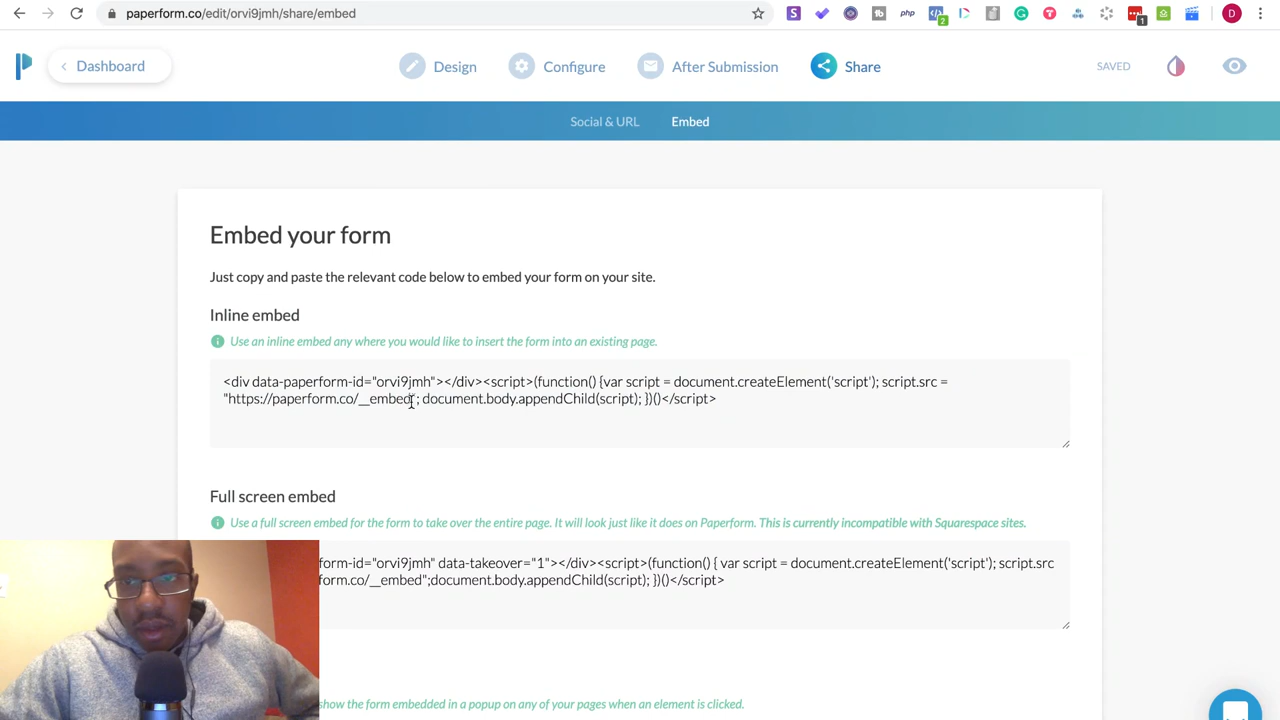 paperform.co/edit/orvi9jmh/share/embed
php
2
1
D
Dashboard
Design
Configure
After Submission
Share
SAVED
Social & URL
Embed
Embed your form
Just copy and paste the relevant code below to embed your form on your site.
Inline embed
Use an inline embed any where you would like to insert the form into an existing page.
<div data-paperform-id="orvi9jmh"></div><script>(function() {var script = document.createElement('script'); script.src =
"https://paperform.co/__embed"; document.body.appendChild(script); })()</script>
Full screen embed
Use a full screen embed for the form to take over the entire page. It will look just like it does on Paperform. This is currently incompatible with Squarespace sites.
form-id="orvi9jmh" data-takeover="1"></div><script>(function() { var script = document.createElement('script'); script.src
form.co/__embed";document.body.appendChild(script); })()</script>
show the form embedded in a popup on any of your pages when an element is clicked.